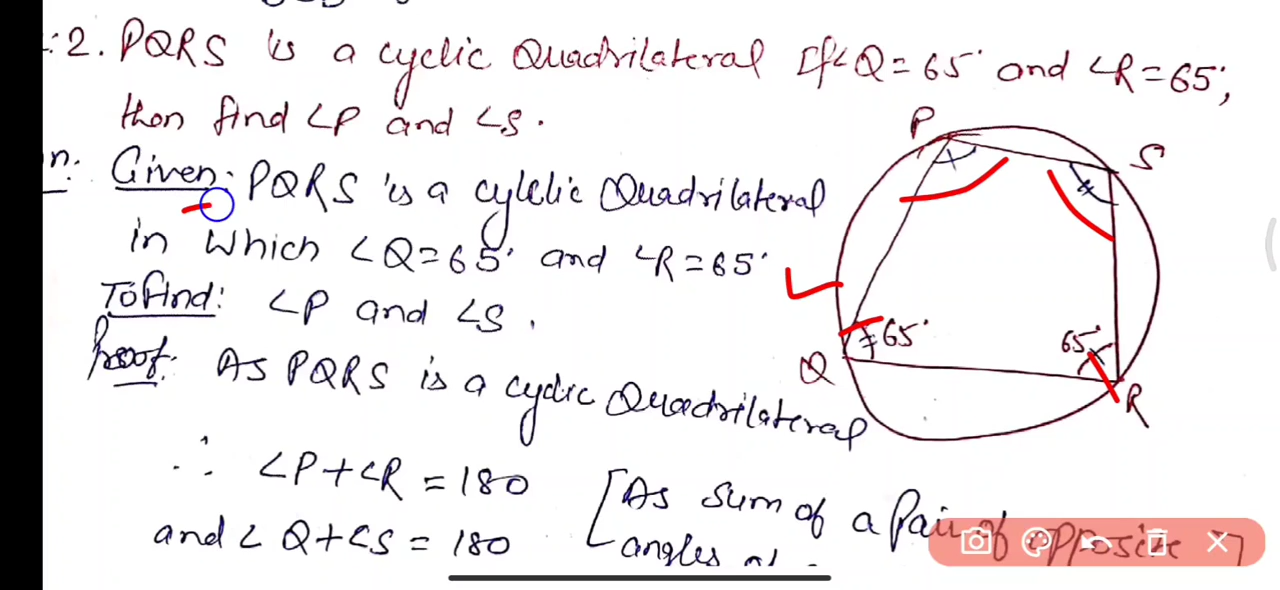 :2. PQRS is a cyclic Quadrilateral If ∠Q = 65° and ∠R = 65°,
then find ∠P and ∠S.
n. Given: PQRS is a cylclic Quadrilateral
in which ∠Q = 65° and ∠R = 65°
To find: ∠P and ∠S.
Proof: As PQRS is a cyclic Quadrilateral
∴ ∠P + ∠R = 180 [As sum of a pair of opposite]
and ∠Q + ∠S = 180 angles
P
S
65°
65°
Q
R